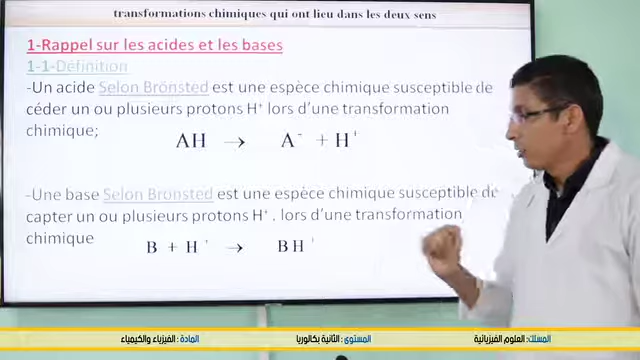 transformations chimiques qui ont lieu dans les deux sens
1-Rappel sur les acides et les bases
1-1-Définition
-Un acide Selon Brönsted est une espèce chimique susceptible de
céder un ou plusieurs protons H⁺ lors d'une transformation
chimique;
AH → A⁻ + H⁺
-Une base Selon Brönsted est une espèce chimique susceptible de
capter un ou plusieurs protons H⁺ . lors d'une transformation
chimique
B + H⁺ → BH⁺
المسلك: العلوم الفيزيائية المستوى: الثانية بكالوريا المادة: الفيزياء والكيمياء